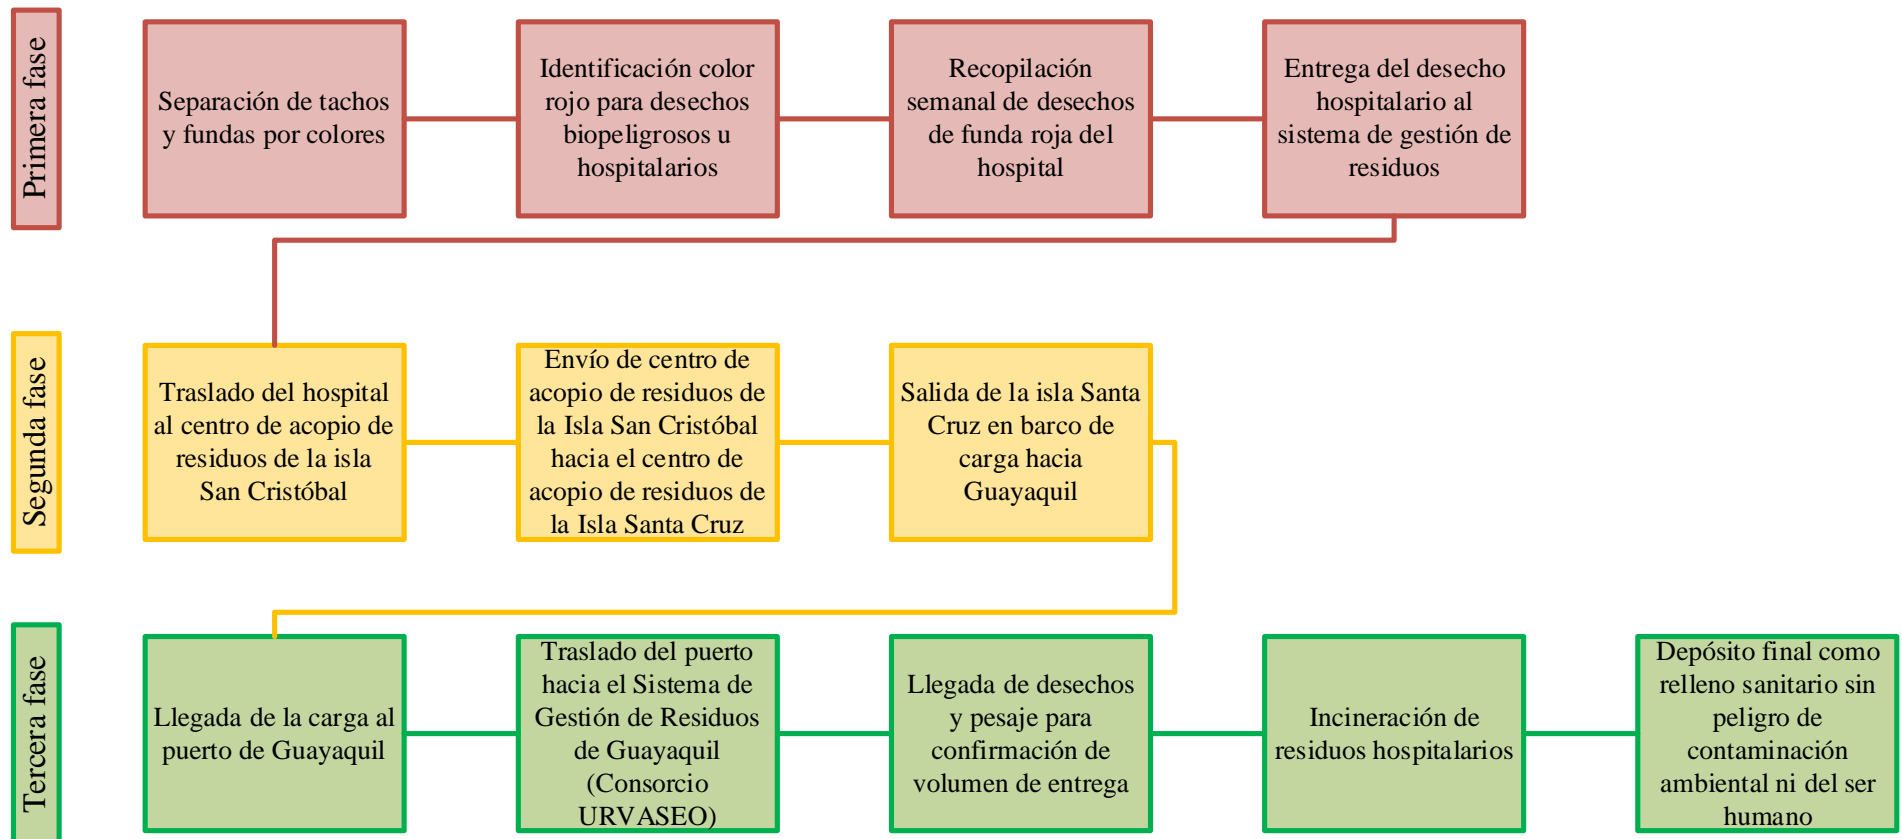 Primera fase
Separación de tachos
y fundas por colores
Identificación color
rojo para desechos
biopeligrosos u
hospitalarios
Recopilación
semanal de desechos
de funda roja del
hospital
Entrega del desecho
hospitalario al
sistema de gestión de
residuos
Segunda fase
Traslado del hospital
al centro de acopio de
residuos de la isla
San Cristóbal
Envío de centro de
acopio de residuos de
la Isla San Cristóbal
hacia el centro de
acopio de residuos de
la Isla Santa Cruz
Salida de la isla Santa
Cruz en barco de
carga hacia
Guayaquil
Tercera fase
Llegada de la carga al
puerto de Guayaquil
Traslado del puerto
hacia el Sistema de
Gestión de Residuos
de Guayaquil
(Consorcio
URVASEO)
Llegada de desechos
y pesaje para
confirmación de
volumen de entrega
Incineración de
residuos hospitalarios
Depósito final como
relleno sanitario sin
peligro de
contaminación
ambiental ni del ser
humano